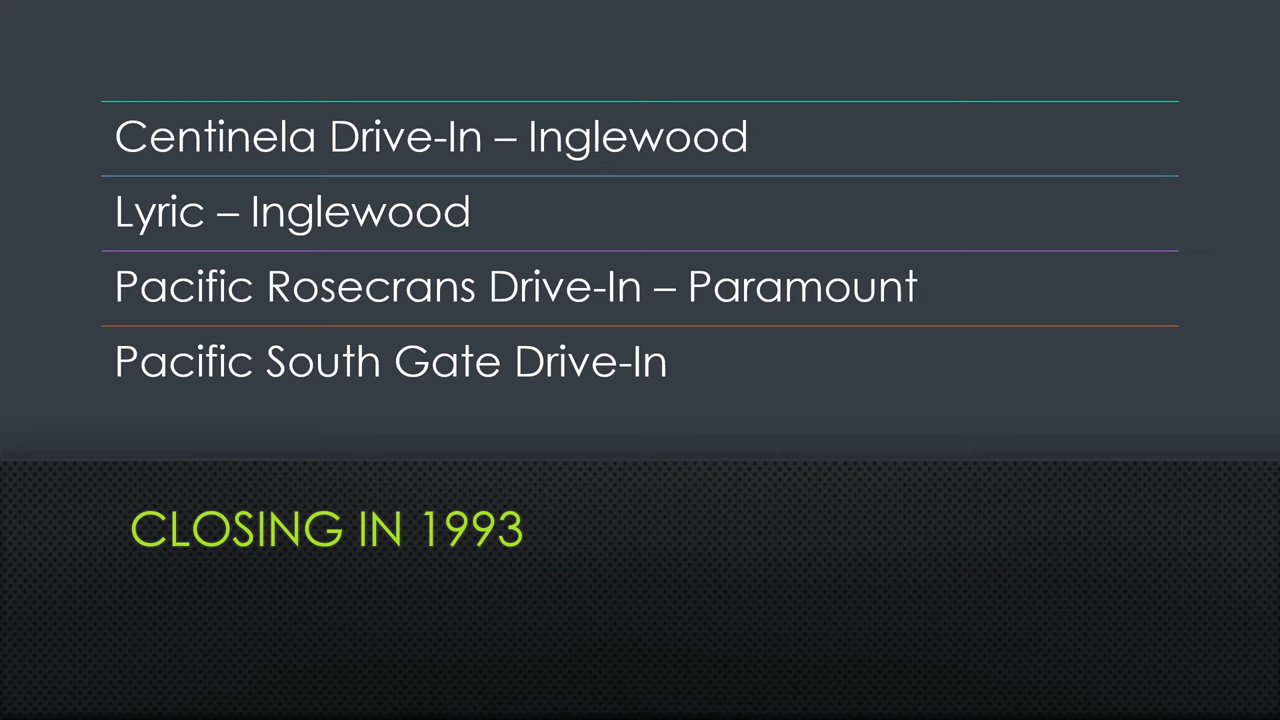 Centinela Drive-In – Inglewood
Lyric – Inglewood
Pacific Rosecrans Drive-In – Paramount
Pacific South Gate Drive-In
CLOSING IN 1993